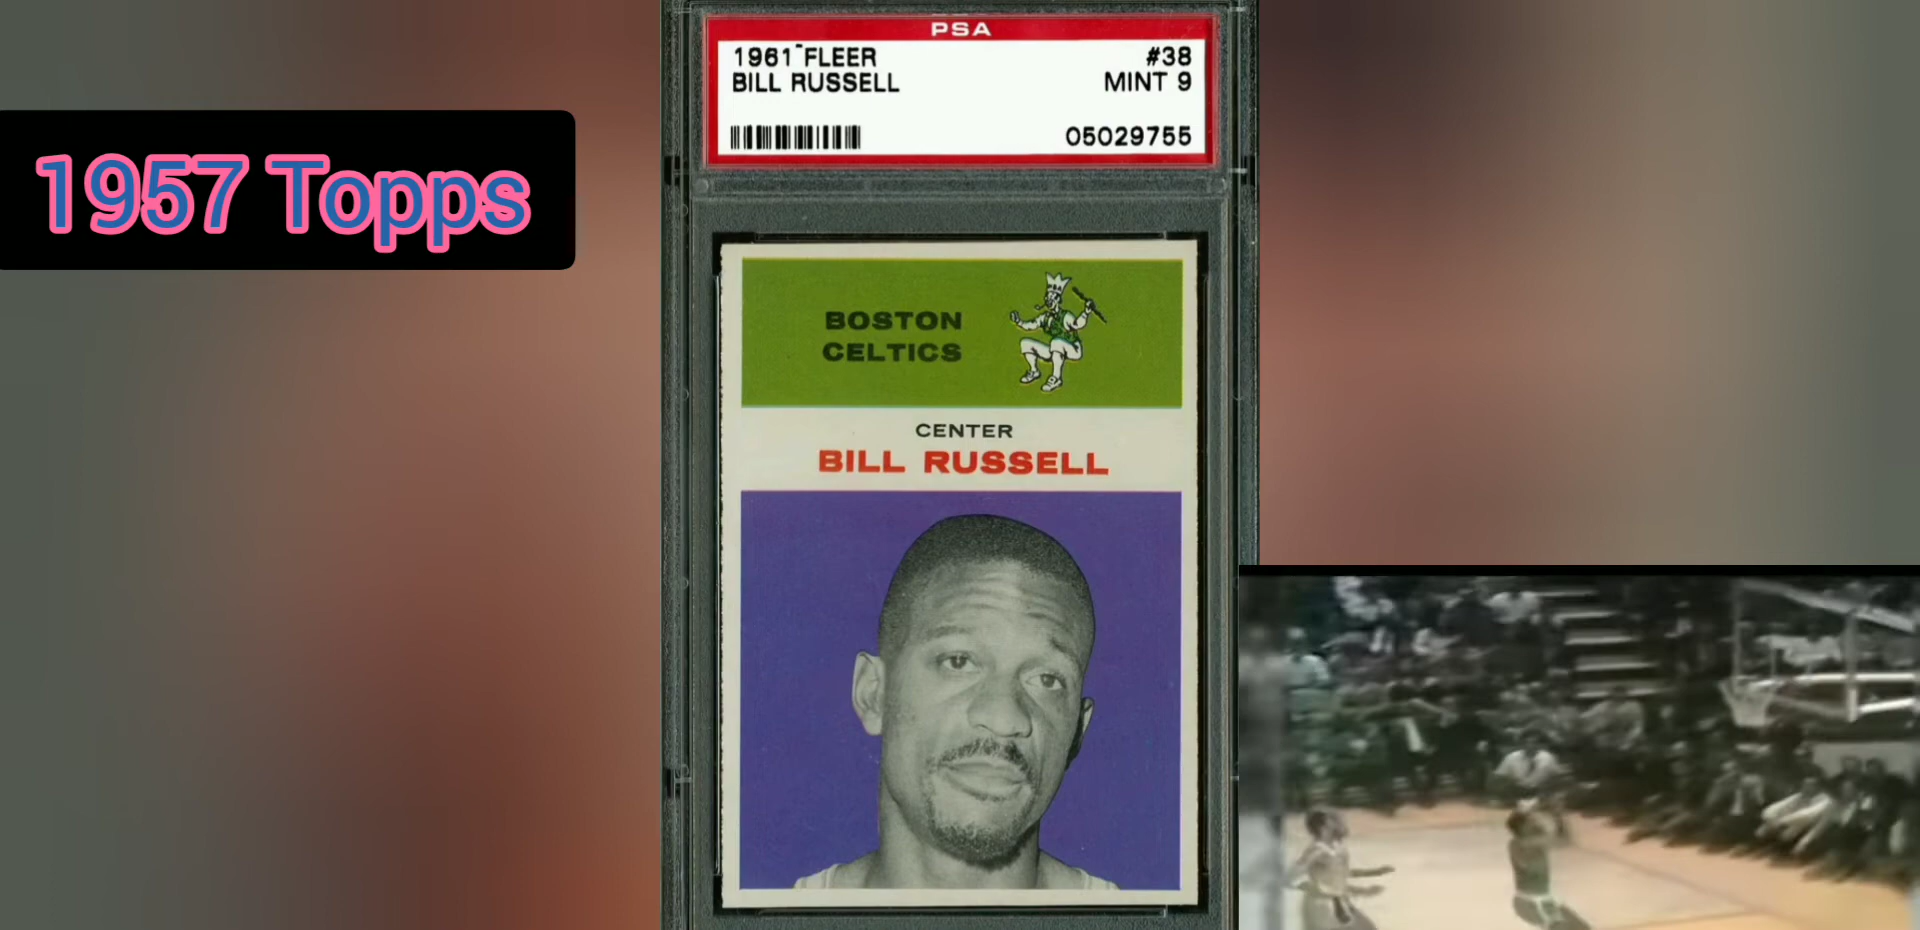 1957 Topps
PSA
1961 FLEER #38
BILL RUSSELL MINT 9
05029755
BOSTON
CELTICS
CENTER
BILL RUSSELL